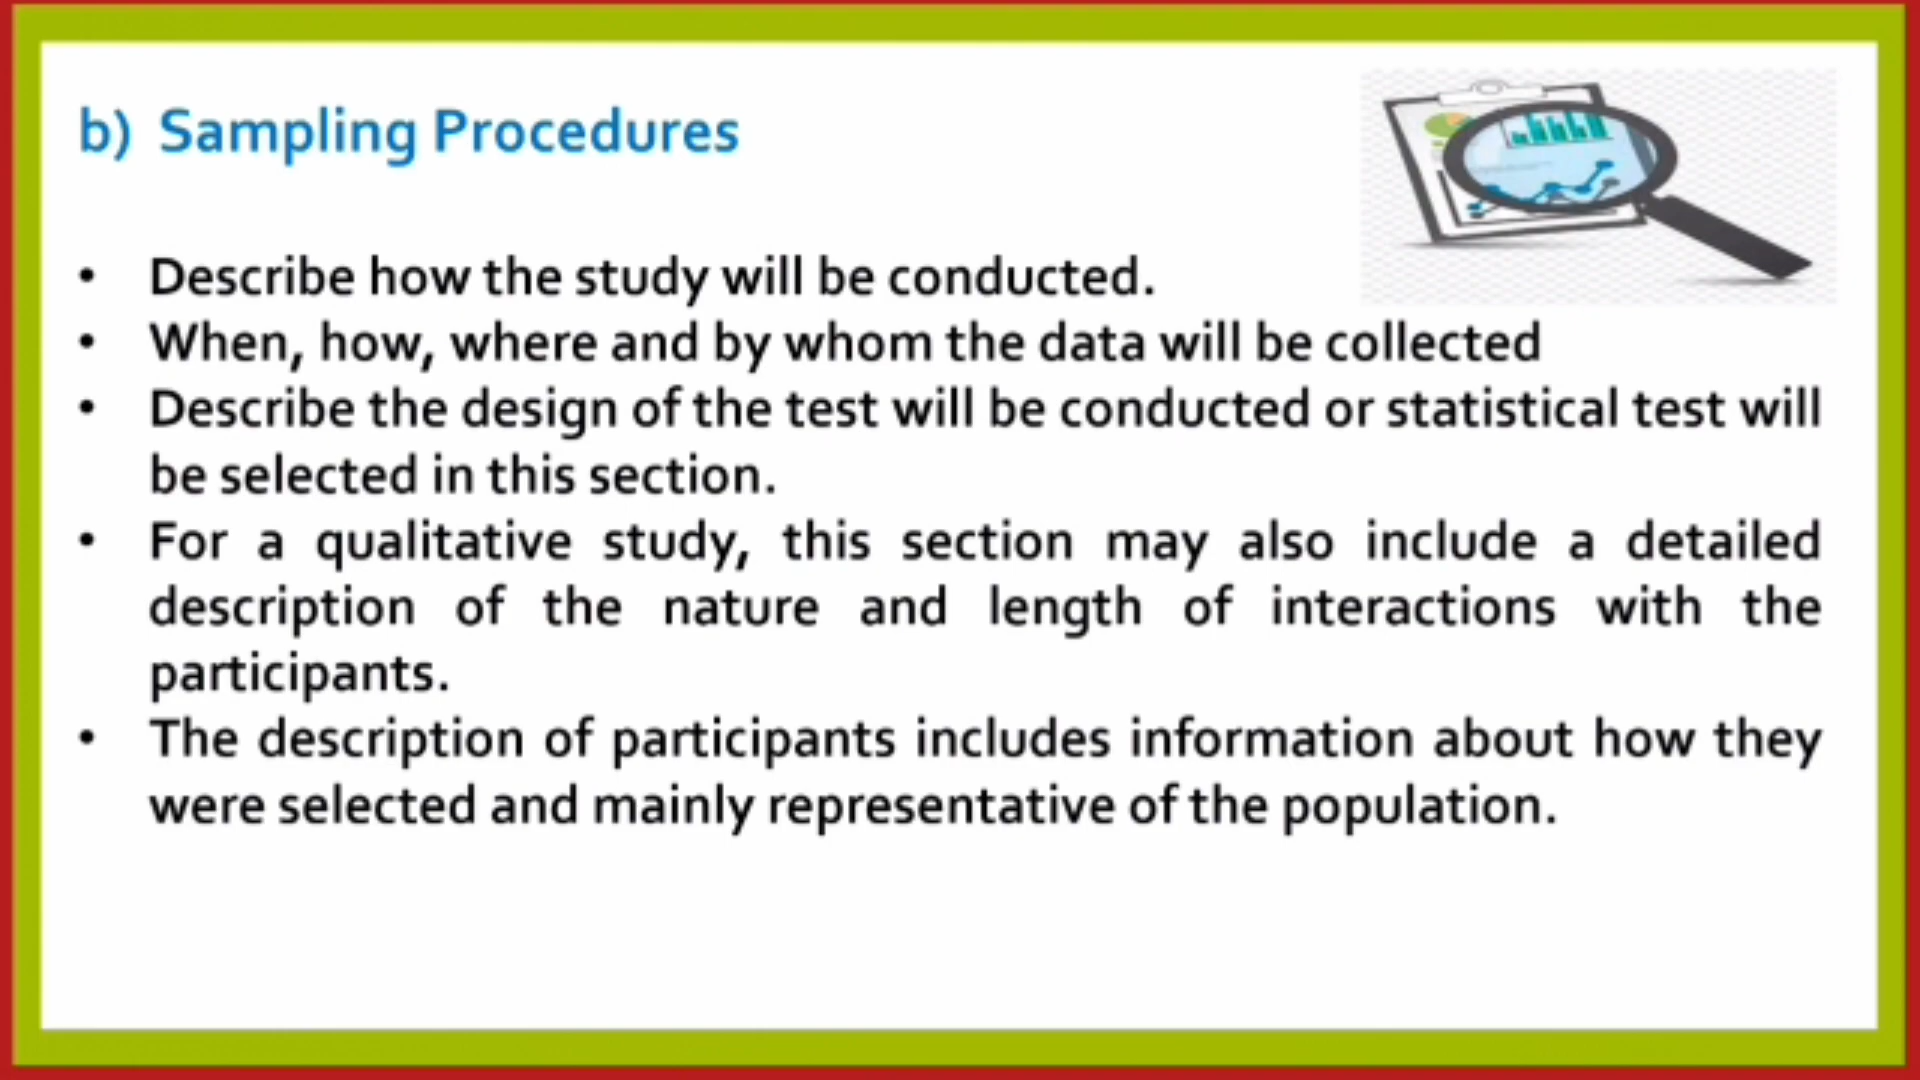 b) Sampling Procedures
• Describe how the study will be conducted.
• When, how, where and by whom the data will be collected
• Describe the design of the test will be conducted or statistical test will
be selected in this section.
• For a qualitative study, this section may also include a detailed
description of the nature and length of interactions with the
participants.
• The description of participants includes information about how they
were selected and mainly representative of the population.